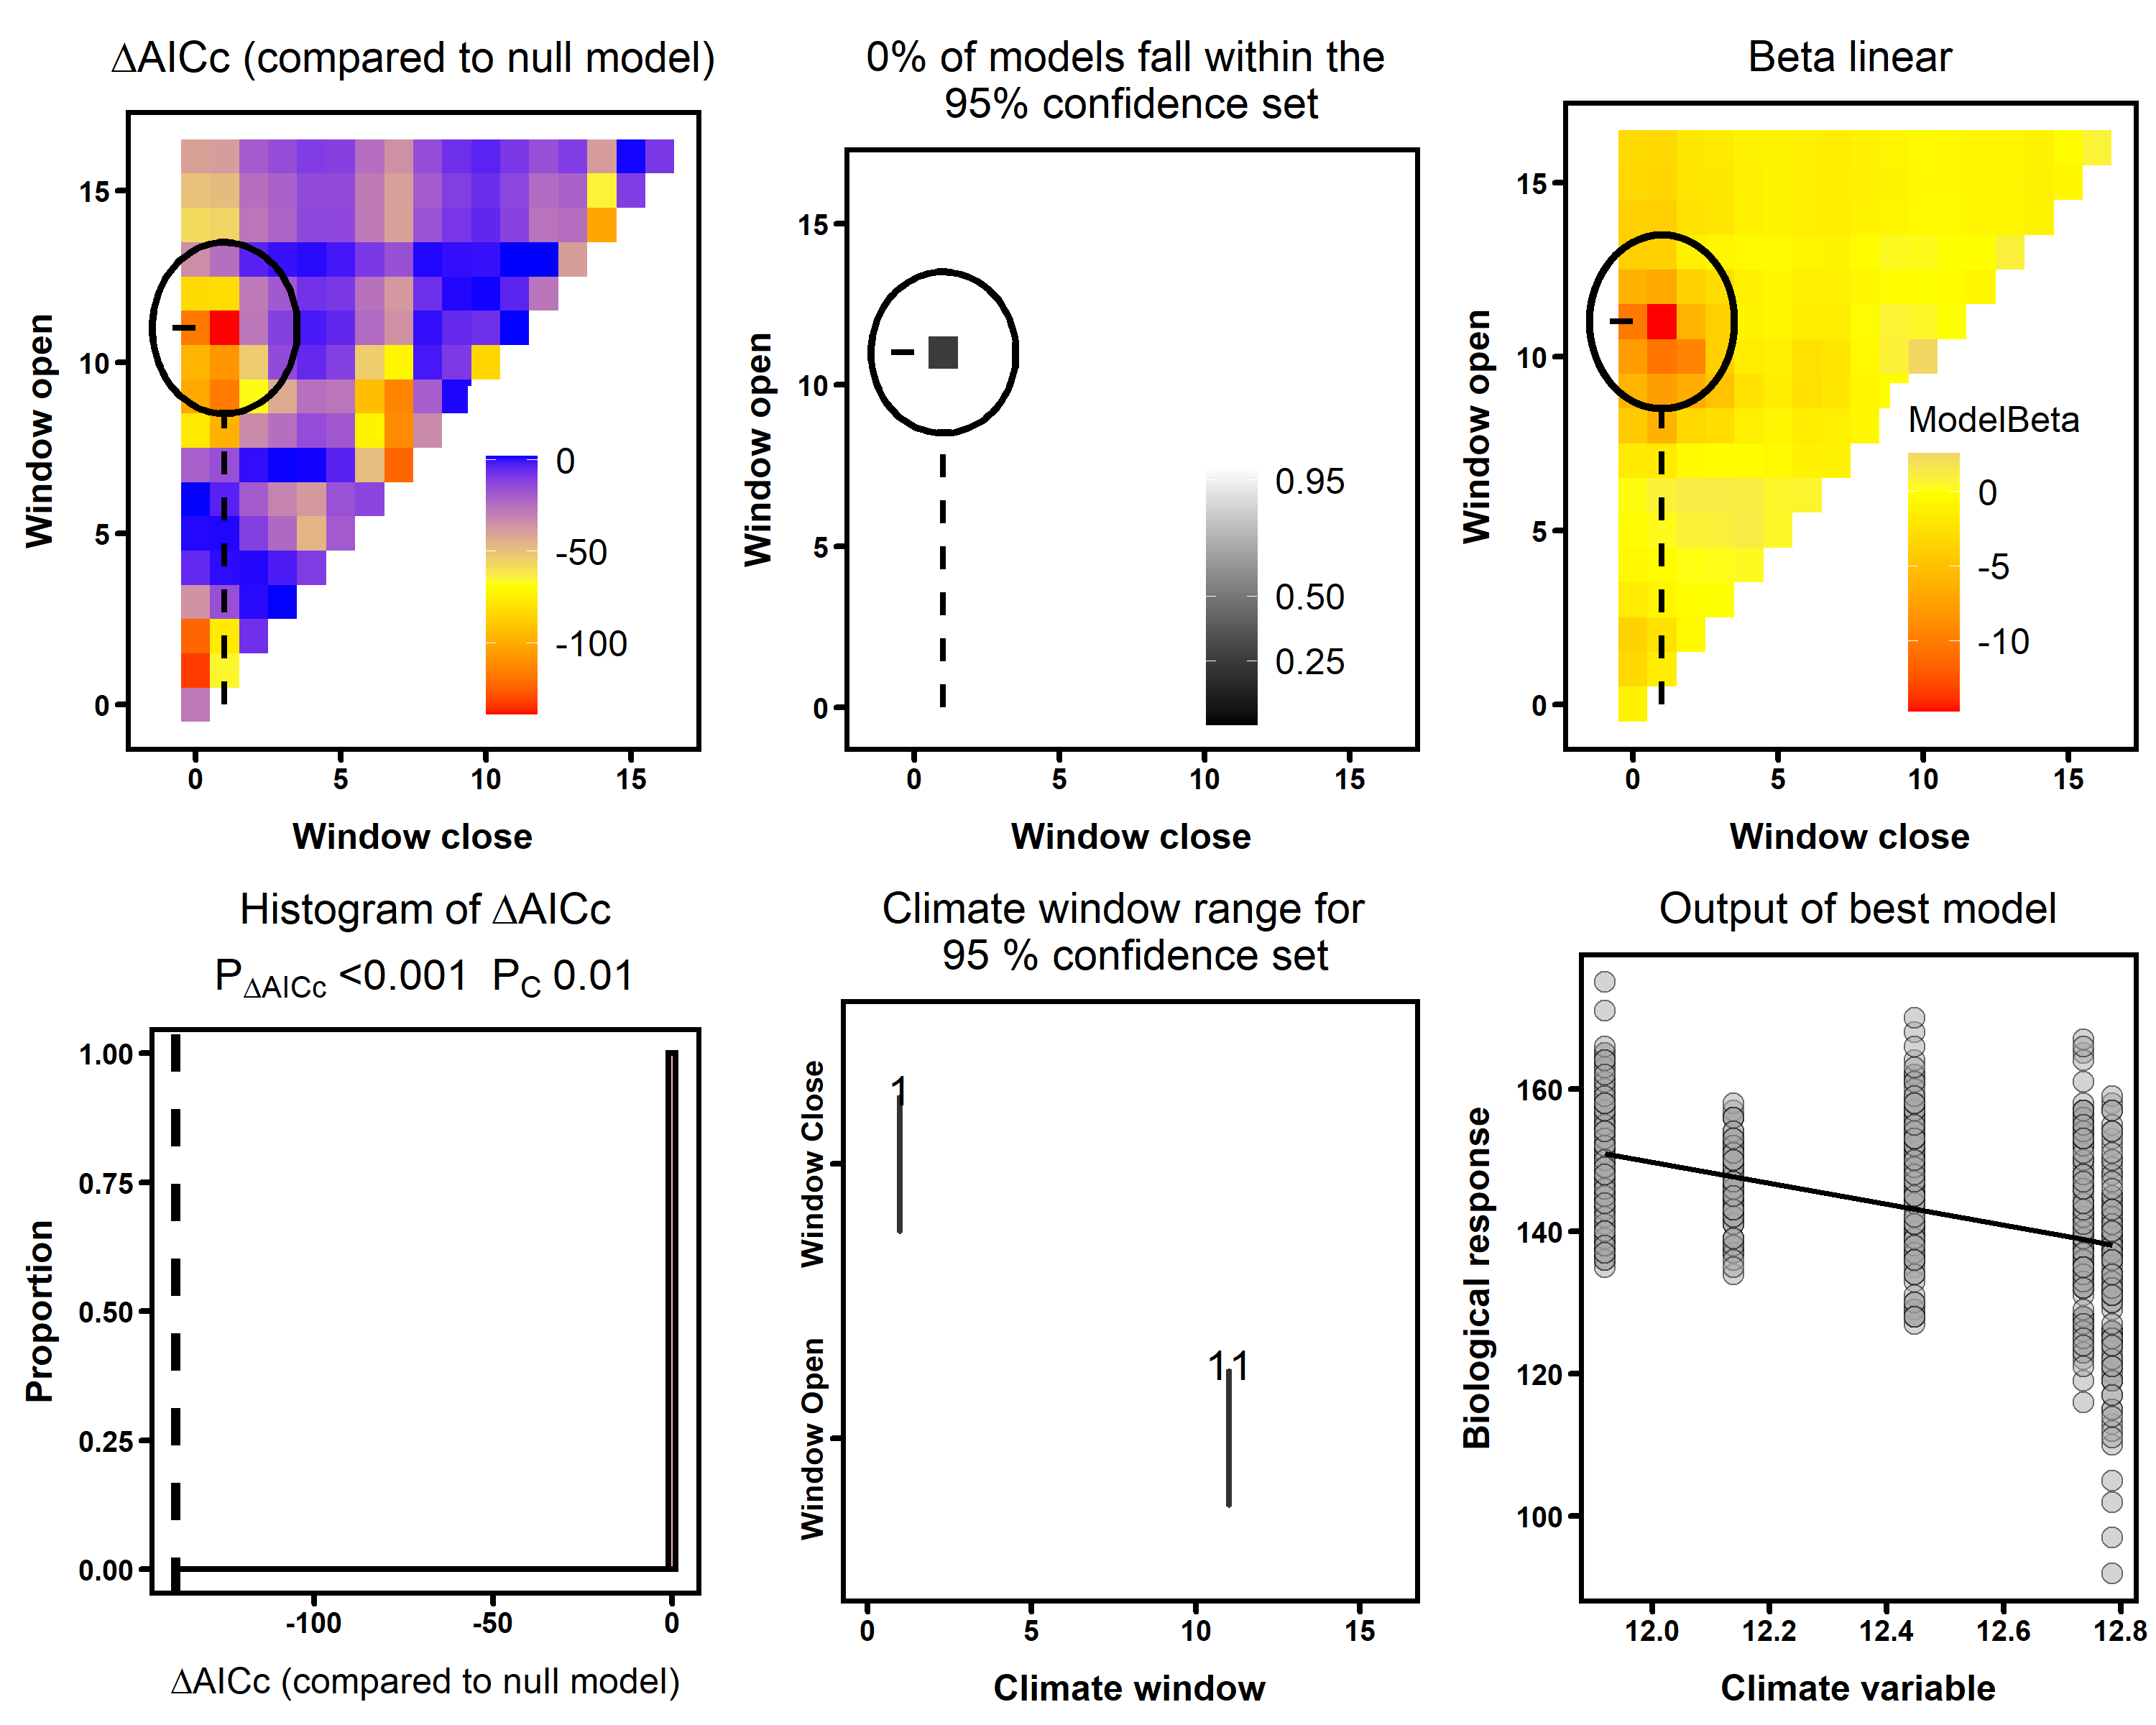 ΔAICc (compared to null model)
Window open
15
10
5
0
0
-50
-100
0
5
10
15
Window close
0% of models fall within the
95% confidence set
Window open
15
10
5
0
0.95
0.50
0.25
0
5
10
15
Window close
Beta linear
Window open
15
10
5
0
ModelBeta
0
-5
-10
0
5
10
15
Window close
Histogram of ΔAICc
PΔAICc <0.001 PC 0.01
Proportion
1.00
0.75
0.50
0.25
0.00
-100
-50
0
ΔAICc (compared to null model)
Climate window range for
95 % confidence set
Window Close
Window Open
1
11
0
5
10
15
Climate window
Output of best model
Biological response
160
140
120
100
12.0
12.2
12.4
12.6
12.8
Climate variable